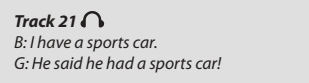 Track 21
B: I have a sports car.
G: He said he had a sports car!